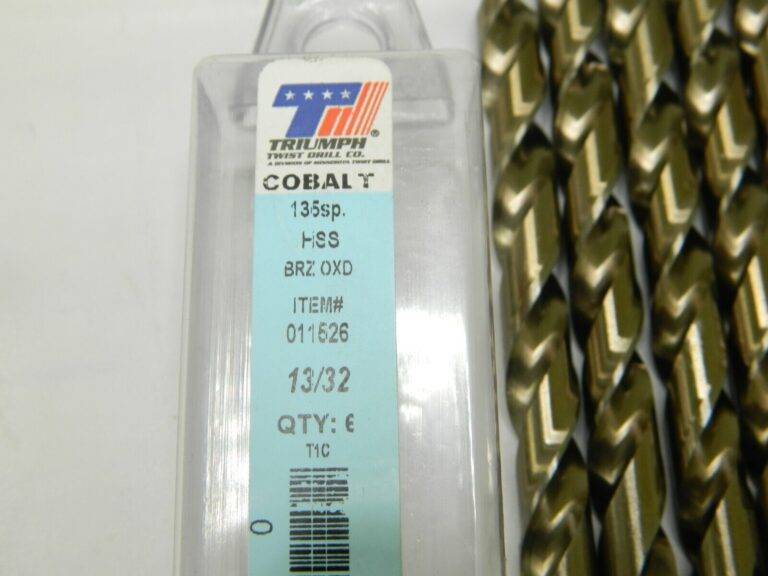 TRIUMPH®
TWIST DRILL CO.
A DIVISION OF MINNESOTA TWIST DRILL
COBALT
135sp.
HSS
BRZ OXD
ITEM#
011526
13/32
QTY: 6
T1C
0